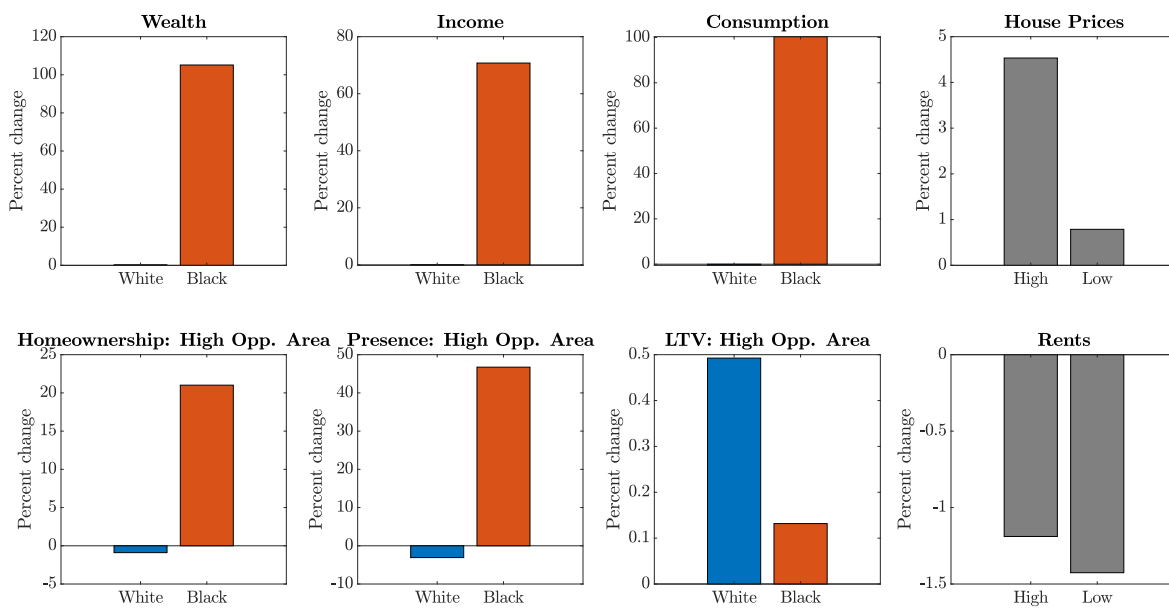 Wealth
Percent change
120
100
80
60
40
20
0
White Black
Income
Percent change
80
60
40
20
0
White Black
Consumption
Percent change
100
80
60
40
20
0
White Black
House Prices
Percent change
5
4
3
2
1
0
High Low
Homeownership: High Opp. Area
Percent change
25
20
15
10
5
0
-5
White Black
Presence: High Opp. Area
Percent change
50
40
30
20
10
0
-10
White Black
LTV: High Opp. Area
Percent change
0.5
0.4
0.3
0.2
0.1
0
White Black
Rents
Percent change
0
-0.5
-1
-1.5
High Low